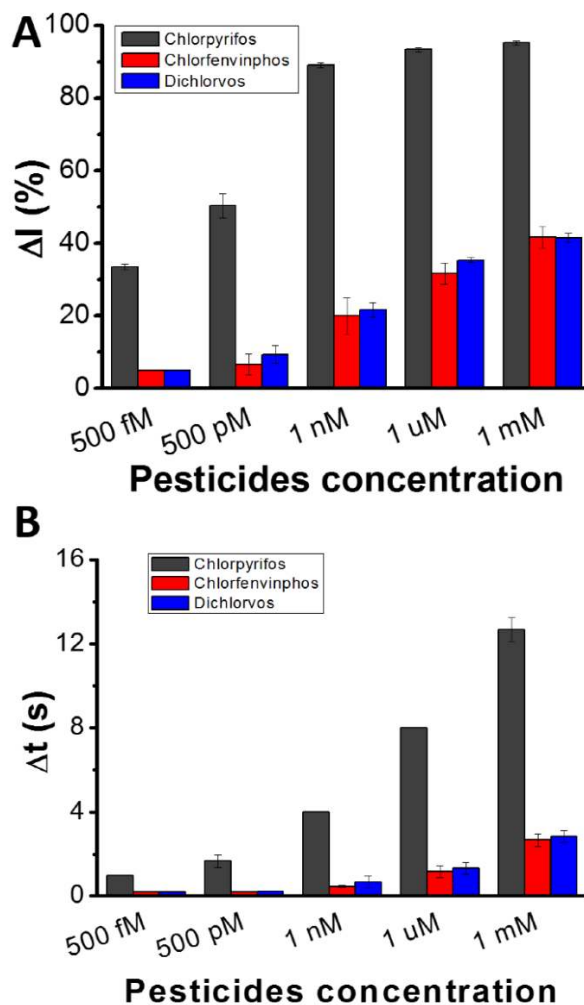 A
100
Chlorpyrifos
Chlorfenvinphos
Dichlorvos
80
60
40
20
0
ΔI (%)
500 fM
500 pM
1 nM
1 uM
1 mM
Pesticides concentration
B
16
Chlorpyrifos
Chlorfenvinphos
Dichlorvos
12
8
4
0
Δt (s)
500 fM
500 pM
1 nM
1 uM
1 mM
Pesticides concentration